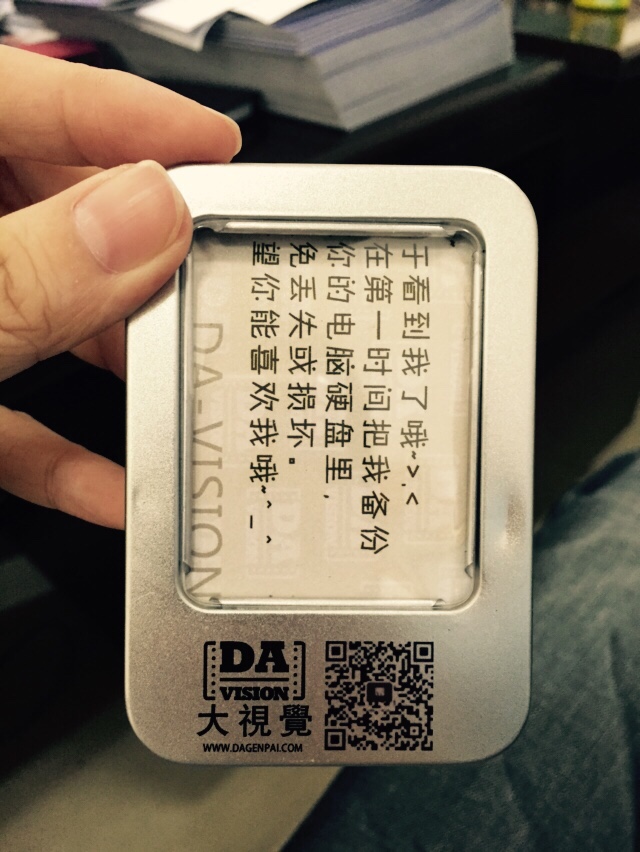 于看到我了哦~>.<
在第一时间把我备份
你的电脑硬盘里，
免丢失或损坏。
望你能喜欢我哦~^_^
DA-VISION
DA
VISION
大視覺
WWW.DAGENPAI.COM